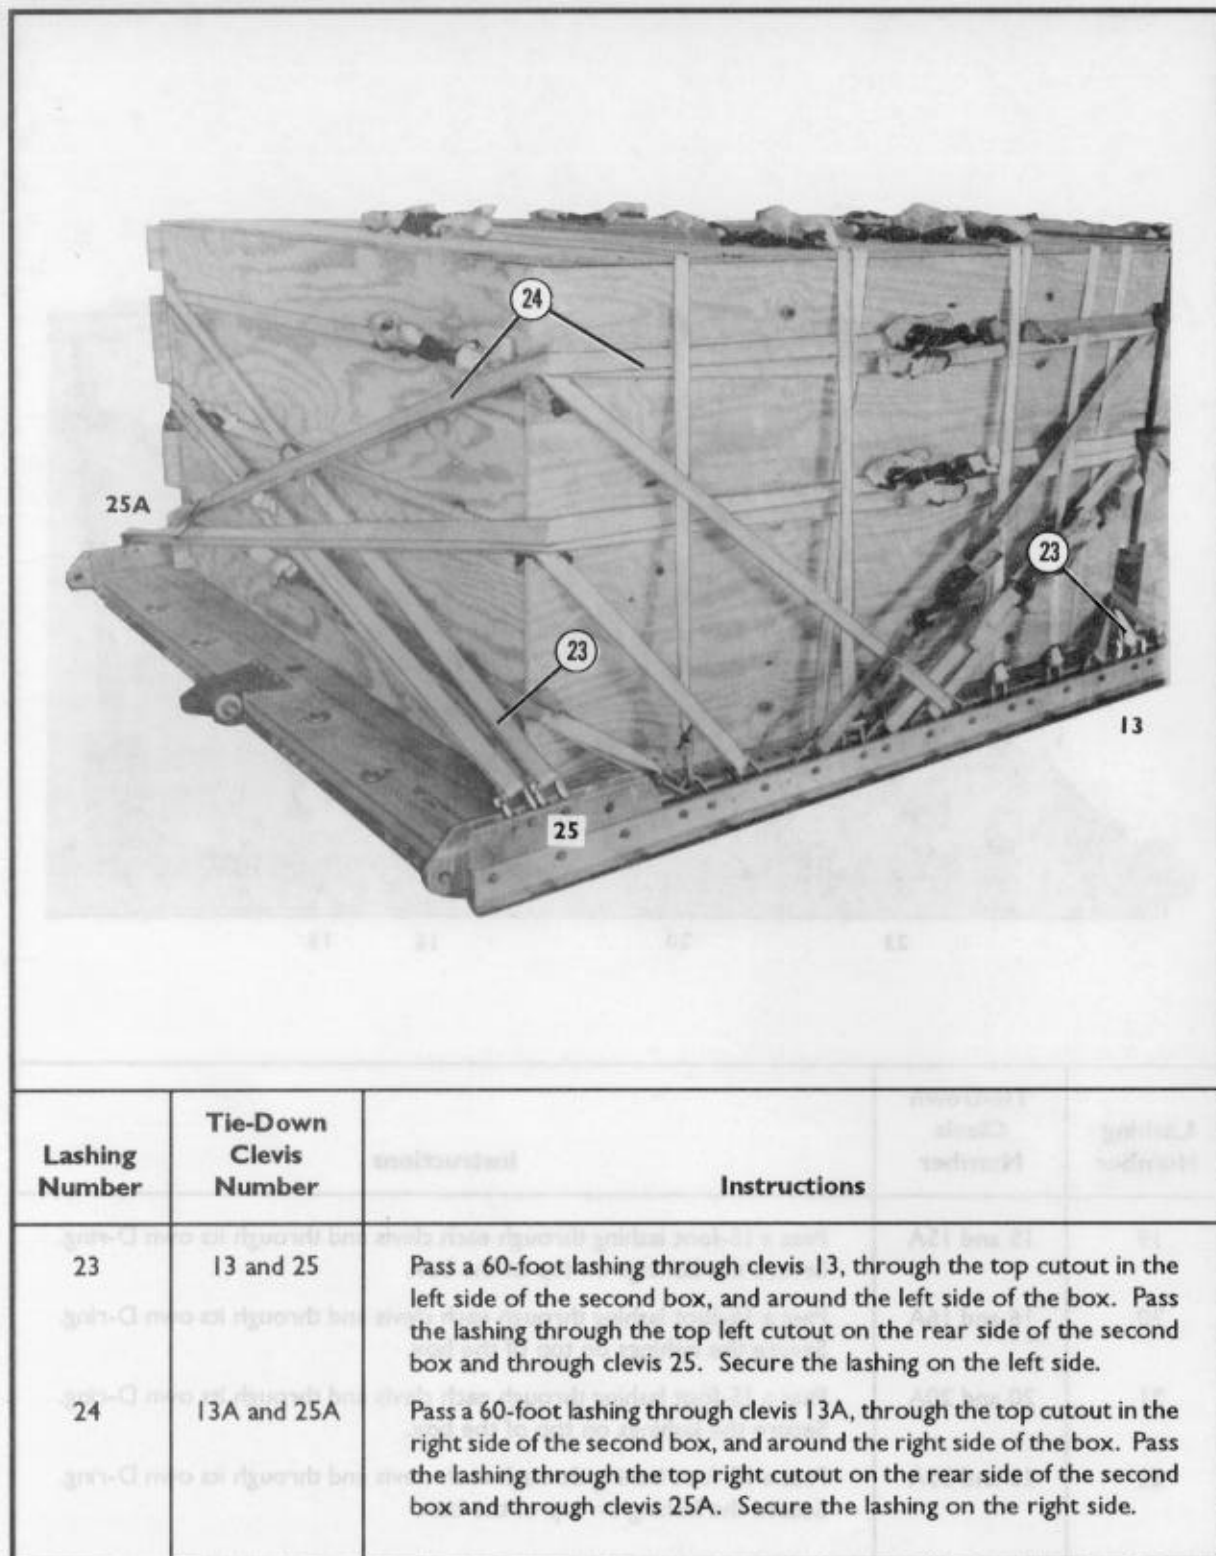 24
25A
23
23
13
25
Lashing Number
Tie-Down Clevis Number
Instructions
23
13 and 25
Pass a 60-foot lashing through clevis 13, through the top cutout in the
left side of the second box, and around the left side of the box. Pass
the lashing through the top left cutout on the rear side of the second
box and through clevis 25. Secure the lashing on the left side.
24
13A and 25A
Pass a 60-foot lashing through clevis 13A, through the top cutout in the
right side of the second box, and around the right side of the box. Pass
the lashing through the top right cutout on the rear side of the second
box and through clevis 25A. Secure the lashing on the right side.